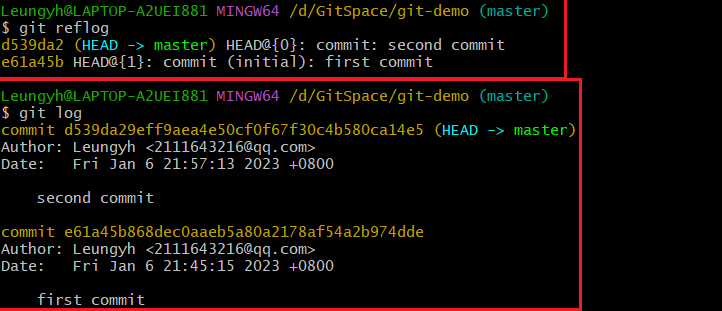 Leungyh@LAPTOP-A2UEI881 MINGW64 /d/GitSpace/git-demo (master)
$ git reflog
d539da2 (HEAD -> master) HEAD@{0}: commit: second commit
e61a45b HEAD@{1}: commit (initial): first commit
Leungyh@LAPTOP-A2UEI881 MINGW64 /d/GitSpace/git-demo (master)
$ git log
commit d539da29eff9aea4e50cf0f67f30c4b580ca14e5 (HEAD -> master)
Author: Leungyh <2111643216@qq.com>
Date:   Fri Jan 6 21:57:13 2023 +0800
    second commit
commit e61a45b868dec0aaeb5a80a2178af54a2b974dde
Author: Leungyh <2111643216@qq.com>
Date:   Fri Jan 6 21:45:15 2023 +0800
    first commit